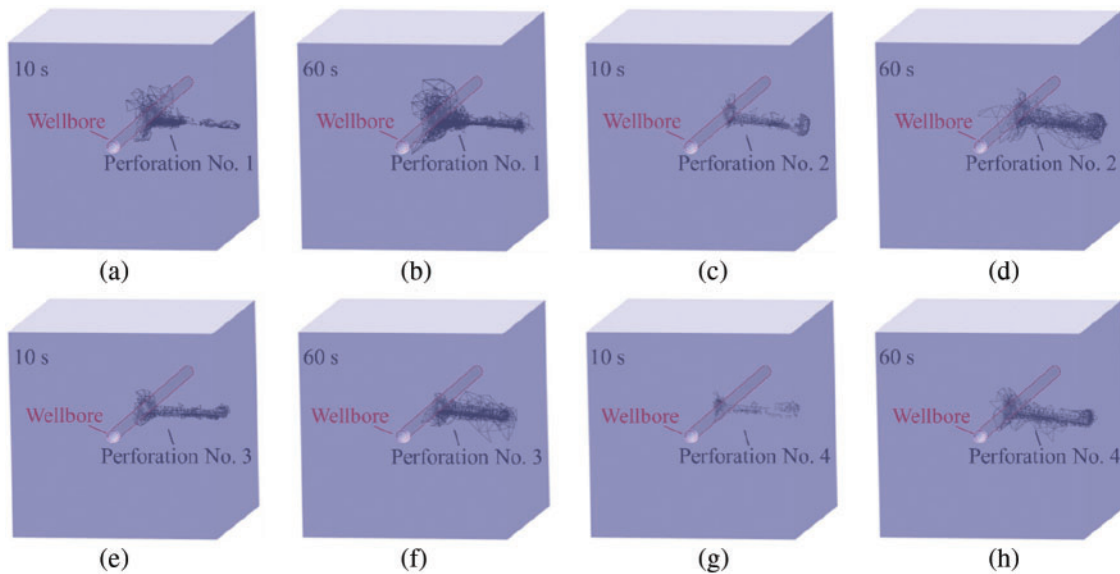 10 s
Wellbore
Perforation No. 1
(a)
60 s
Wellbore
Perforation No. 1
(b)
10 s
Wellbore
Perforation No. 2
(c)
60 s
Wellbore
Perforation No. 2
(d)
10 s
Wellbore
Perforation No. 3
(e)
60 s
Wellbore
Perforation No. 3
(f)
10 s
Wellbore
Perforation No. 4
(g)
60 s
Wellbore
Perforation No. 4
(h)